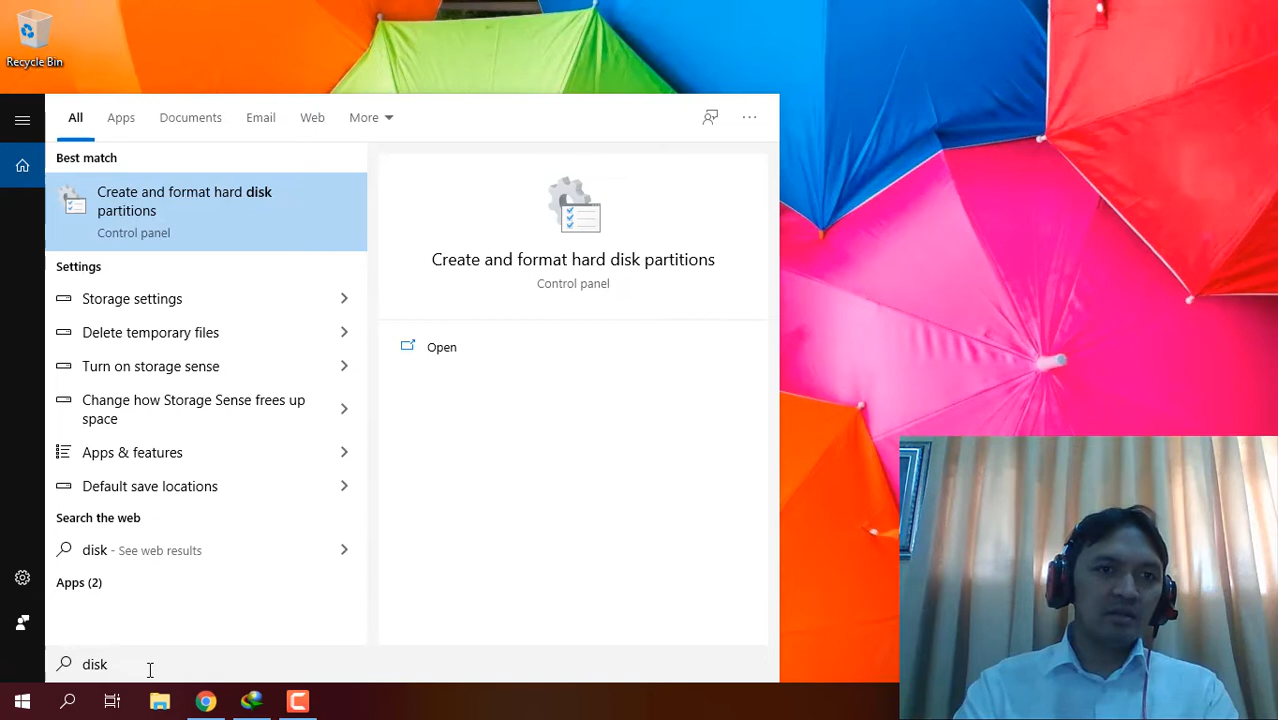 Recycle Bin
All Apps Documents Email Web More
Best match
Create and format hard disk
partitions
Control panel
Settings
Storage settings
Delete temporary files
Turn on storage sense
Change how Storage Sense frees up
space
Apps & features
Default save locations
Search the web
disk - See web results
Apps (2)
Create and format hard disk partitions
Control panel
Open
disk